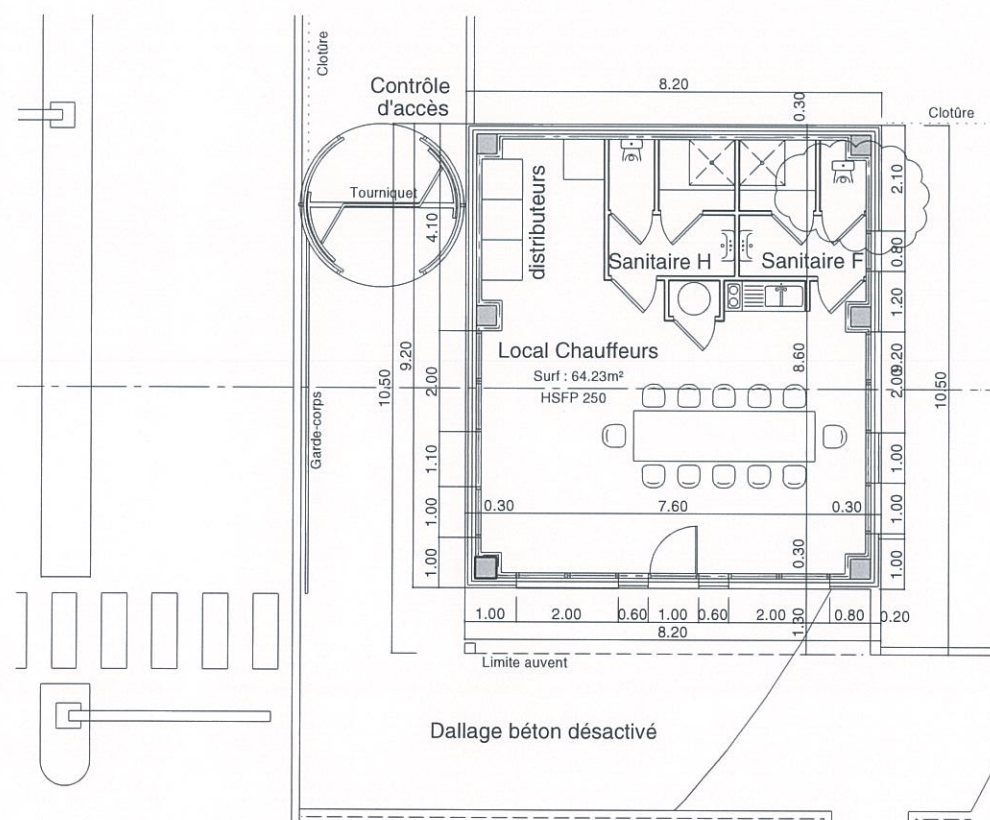 Clotûre
Contrôle
d'accès
8.20
0.30
Clotûre
Tourniquet
4.10
distributeurs
2.10
0.80
Sanitaire H
Sanitaire F
1.20
Local Chauffeurs
Surf : 64.23m²
HSFP 250
8.60
9.20
10.50
2.00
2.00
9.20
10.50
Garde-corps
1.10
1.00
0.30
7.60
0.30
1.00
1.00
0.30
1.00
1.00
1.00
2.00
0.60
1.00
0.60
2.00
1.30
0.80
0.20
8.20
Limite auvent
Dallage béton désactivé